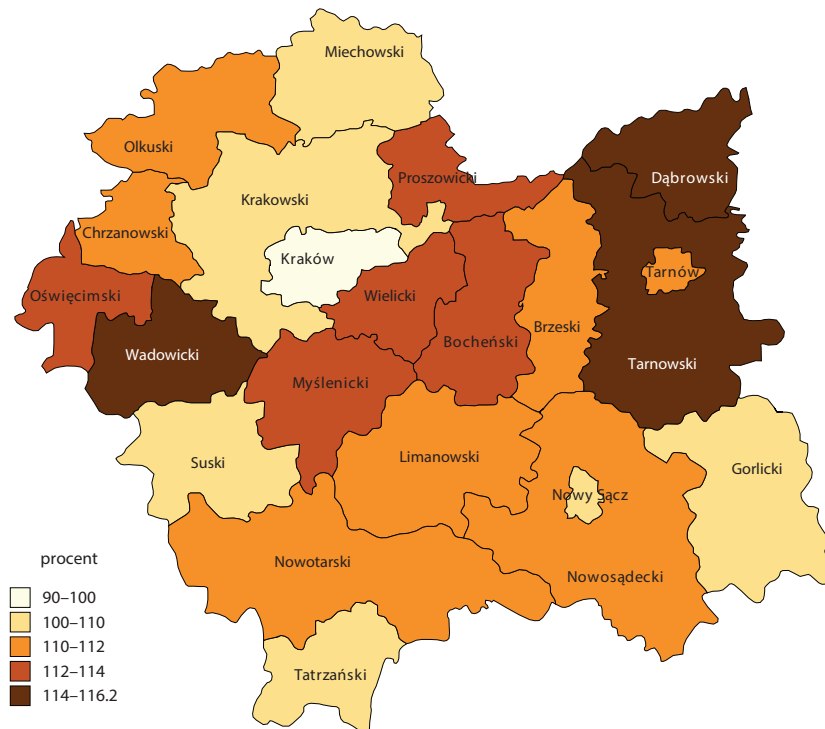 Miechowski
Olkuski
Proszowicki
Dąbrowski
Krakowski
Chrzanowski
Kraków
Tarnów
Oświęcimski
Wielicki
Brzeski
Bocheński
Wadowicki
Tarnowski
Myślenicki
Limanowski
Suski
Gorlicki
Nowy Sącz
Nowotarski
Nowosądecki
Tatrzański
procent
90–100
100–110
110–112
112–114
114–116.2